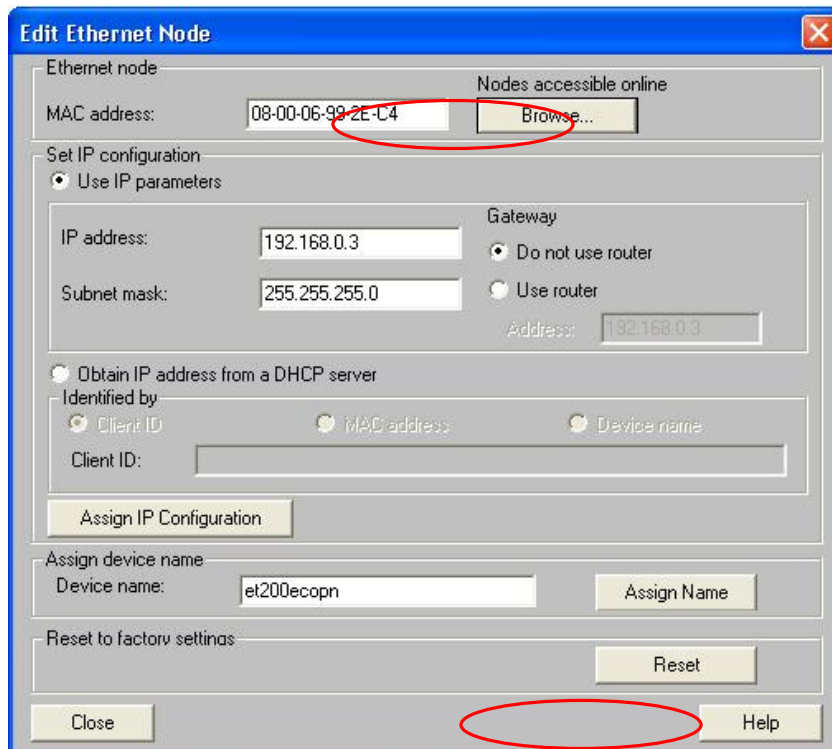 Edit Ethernet Node
Ethernet node
Nodes accessible online
MAC address:
08-00-06-99-2E-C4
Browse...
Set IP configuration
Use IP parameters
Gateway
IP address:
192.168.0.3
Do not use router
Subnet mask:
255.255.255.0
Use router
Address:
192.168.0.3
Obtain IP address from a DHCP server
Identified by
Client ID
MAC address
Device name
Client ID:
Assign IP Configuration
Assign device name
Device name:
et200ecopn
Assign Name
Reset to factory settings
Reset
Close
Help